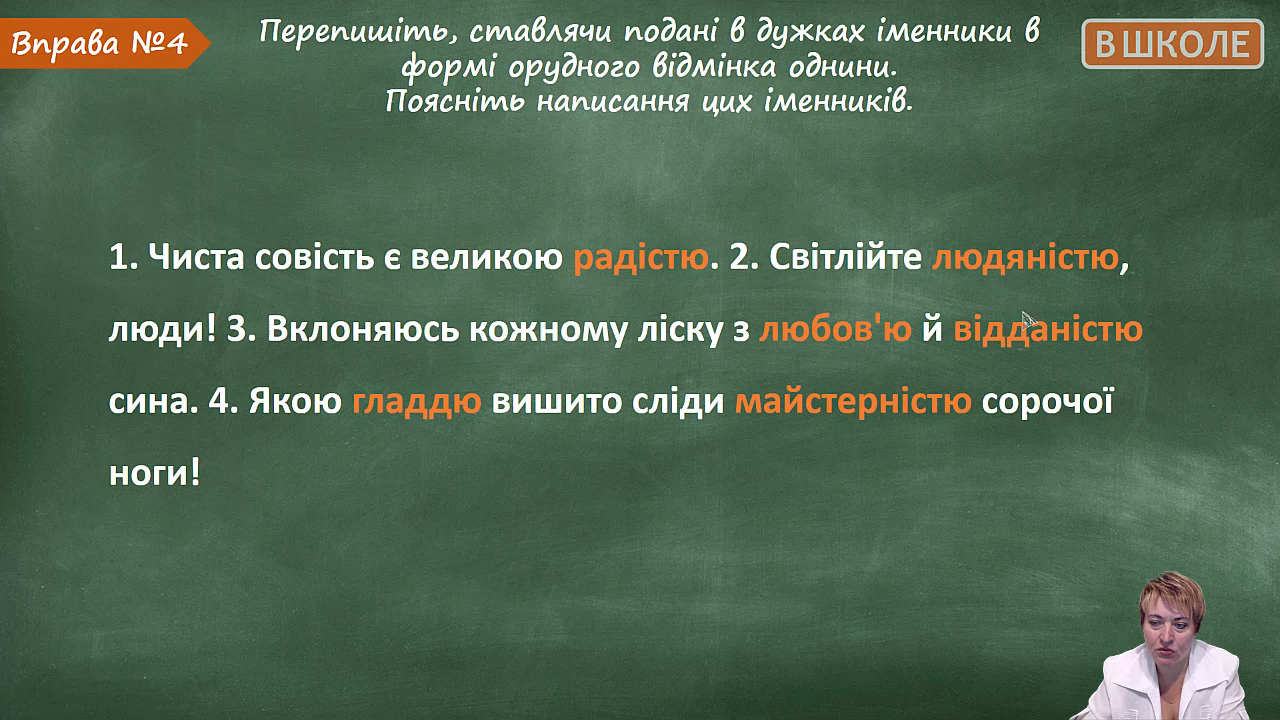 Вправа №4
Перепишіть, ставлячи подані в дужках іменники в
формі орудного відмінка однини.
Поясніть написання цих іменників.
В ШКОЛЕ
1. Чиста совість є великою радістю. 2. Світлійте людяністю,
люди! 3. Вклоняюсь кожному ліску з любов'ю й відданістю
сина. 4. Якою гладдю вишито сліди майстерністю сорочої
ноги!